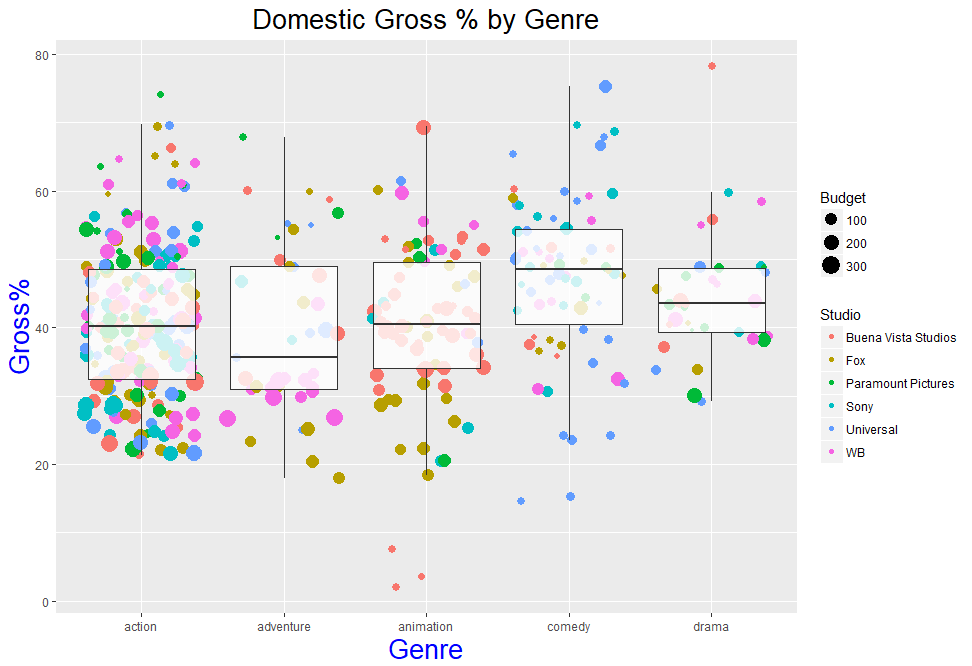 Domestic Gross % by Genre
80
60
40
20
0
Gross%
action
adventure
animation
comedy
drama
Genre
Budget
100
200
300
Studio
Buena Vista Studios
Fox
Paramount Pictures
Sony
Universal
WB